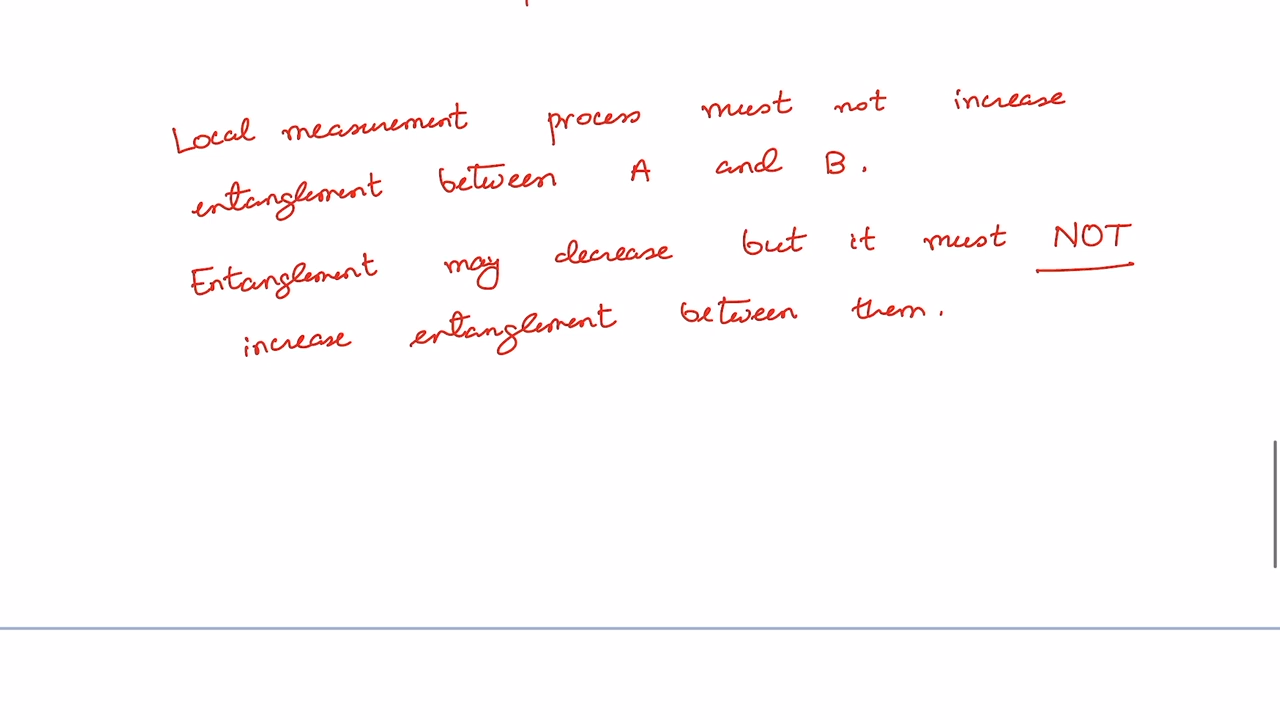 Local measurement process must not increase
entanglement between A and B.
Entanglement may decrease but it must NOT
increase entanglement between them.